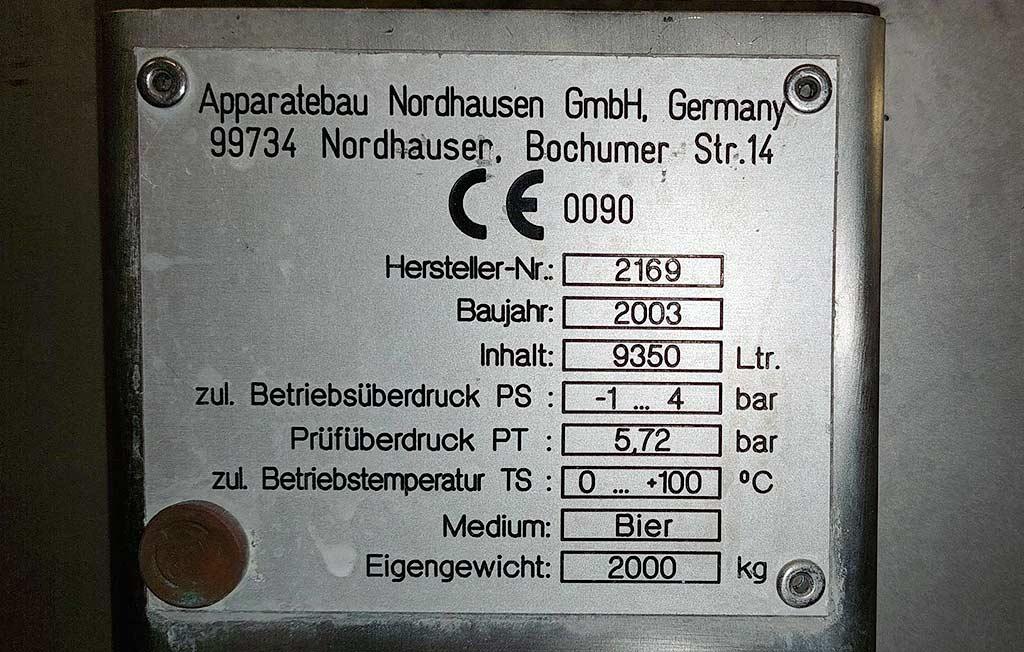 Apparatebau Nordhausen GmbH, Germany
99734 Nordhausen, Bochumer Str.14
CE 0090
Hersteller-Nr.: 2169
Baujahr: 2003
Inhalt: 9350 Ltr.
zul. Betriebsüberdruck PS : -1 ... 4 bar
Prüfüberdruck PT : 5,72 bar
zul. Betriebstemperatur TS : 0 ... +100 °C
Medium: Bier
Eigengewicht: 2000 kg